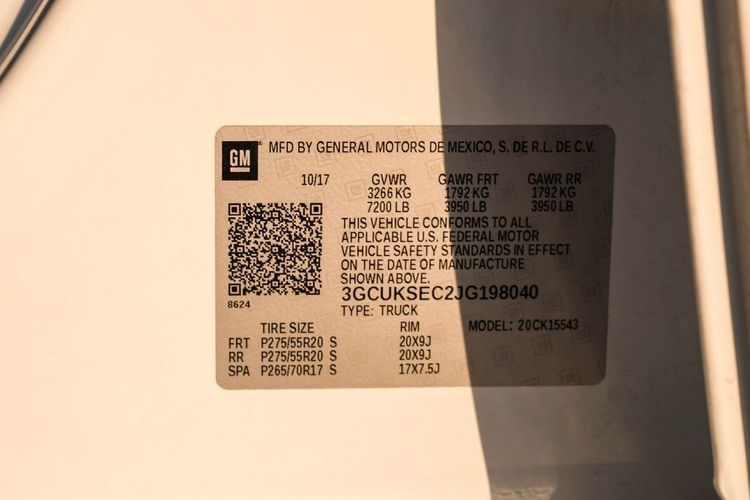 GM
MFD BY GENERAL MOTORS DE MEXICO, S. DE R.L. DE C.V.
10/17 GVWR GAWR FRT GAWR RR
3266 KG 1792 KG 1792 KG
7200 LB 3950 LB 3950 LB
THIS VEHICLE CONFORMS TO ALL
APPLICABLE U.S. FEDERAL MOTOR
VEHICLE SAFETY STANDARDS IN EFFECT
ON THE DATE OF MANUFACTURE
SHOWN ABOVE.
3GCUKSEC2JG198040
8624
TYPE: TRUCK
TIRE SIZE RIM MODEL: 20CK15543
FRT P275/55R20 S 20X9J
RR P275/55R20 S 20X9J
SPA P265/70R17 S 17X7.5J